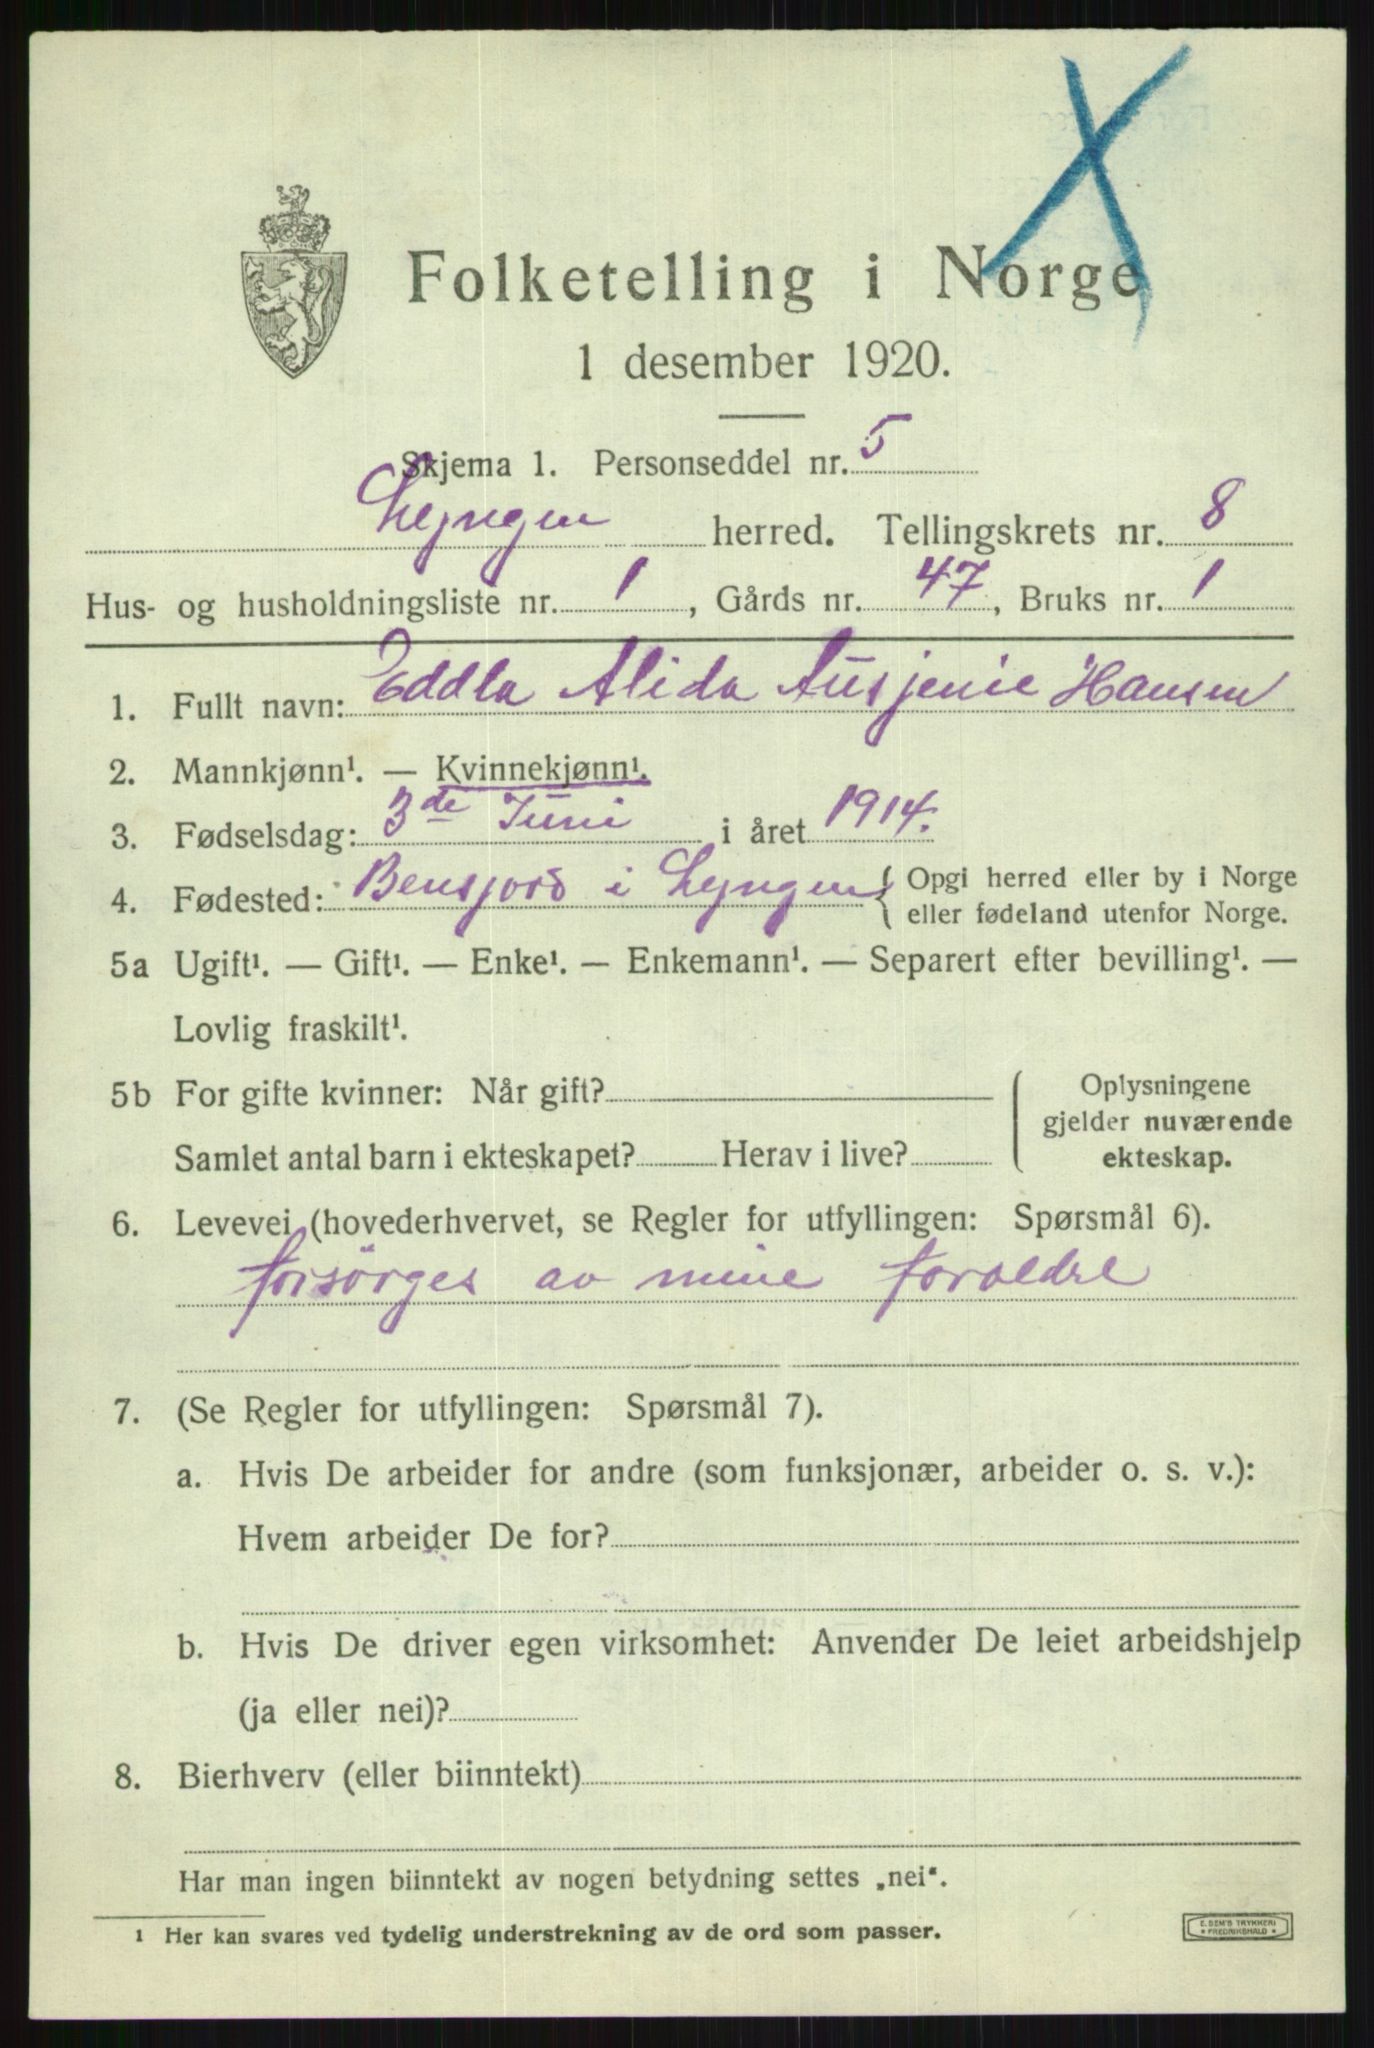 Folketelling i Norge
1 desember 1920.
Skjema 1. Personseddel nr. 5
Lyngen herred. Tellingskrets nr. 8
Hus- og husholdningsliste nr. 1, Gårds nr. 47, Bruks nr. 1
1. Fullt navn: Eddla Alida Ausjenie Hansen
2. Mannkjønn¹. — Kvinnekjønn¹.
3. Fødselsdag: 3de Juni i året 1914.
4. Fødested: Bensjord i Lyngen { Opgi herred eller by i Norge
eller fødeland utenfor Norge.
5a Ugift¹. — Gift¹. — Enke¹. — Enkemann¹. — Separert efter bevilling¹. —
Lovlig fraskilt¹.
5b For gifte kvinner: Når gift?
Samlet antal barn i ekteskapet? Herav i live?
Oplysningene
gjelder nuværende
ekteskap.
6. Levevei (hovederhvervet, se Regler for utfyllingen: Spørsmål 6).
forsörges av mine foroldre
7. (Se Regler for utfyllingen: Spørsmål 7).
a. Hvis De arbeider for andre (som funksjonær, arbeider o. s. v.):
Hvem arbeider De for?
b. Hvis De driver egen virksomhet: Anvender De leiet arbeidshjelp
(ja eller nei)?
8. Bierhverv (eller biinntekt)
Har man ingen biinntekt av nogen betydning settes „nei“.
1 Her kan svares ved tydelig understrekning av de ord som passer.
E. SEM'S TRYKKERI
* FREDRIKSHALD *